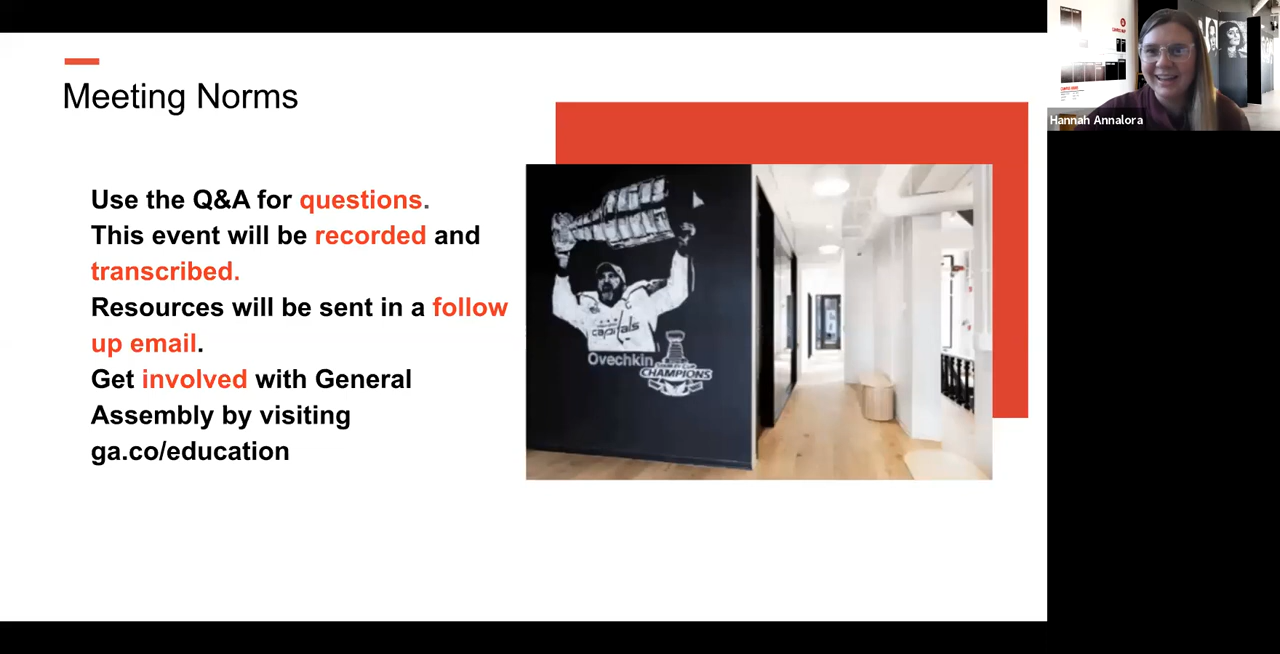 Meeting Norms
Use the Q&A for questions.
This event will be recorded and
transcribed.
Resources will be sent in a follow
up email.
Get involved with General
Assembly by visiting
ga.co/education
capitals
Ovechkin
CHAMPIONS
Hannah Annalora